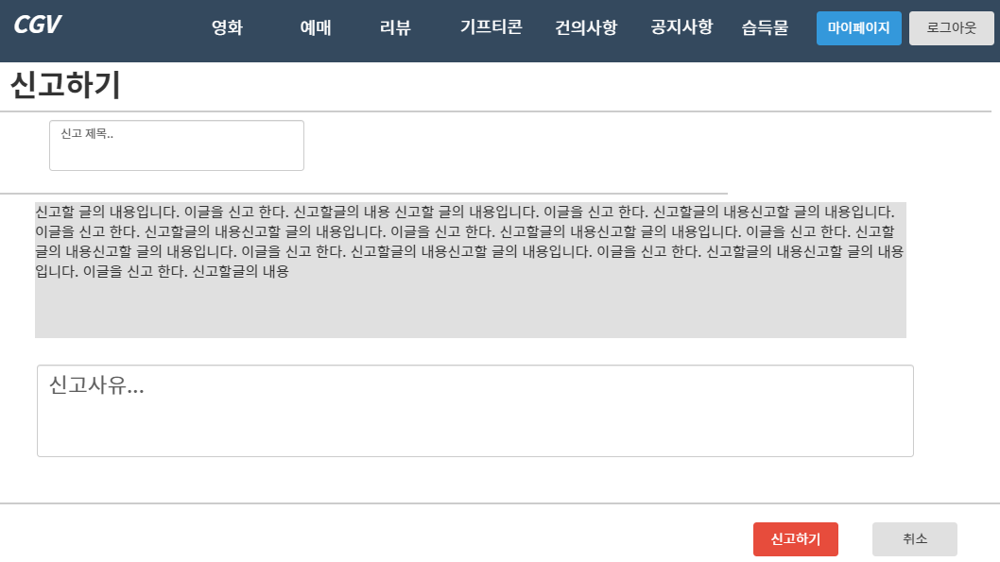 CGV 영화 예매 리뷰 기프티콘 건의사항 공지사항 습득물 마이페이지 로그아웃
신고하기
신고 제목..
신고할 글의 내용입니다. 이글을 신고 한다. 신고할글의 내용 신고할 글의 내용입니다. 이글을 신고 한다. 신고할글의 내용신고할 글의 내용입니다.
이글을 신고 한다. 신고할글의 내용신고할 글의 내용입니다. 이글을 신고 한다. 신고할글의 내용신고할 글의 내용입니다. 이글을 신고 한다. 신고할
글의 내용신고할 글의 내용입니다. 이글을 신고 한다. 신고할글의 내용신고할 글의 내용입니다. 이글을 신고 한다. 신고할글의 내용신고할 글의 내용
입니다. 이글을 신고 한다. 신고할글의 내용
신고사유...
신고하기 취소